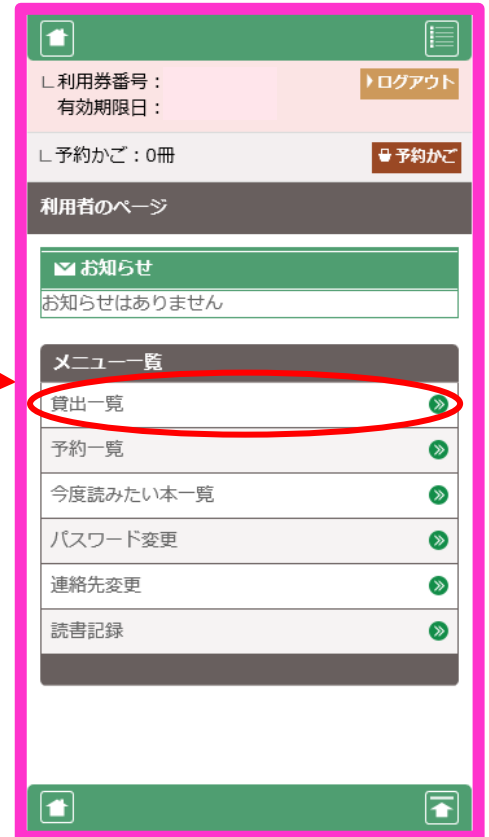 ∟利用券番号：
ログアウト
有効期限日：
∟予約かご：0冊
予約かご
利用者のページ
お知らせ
お知らせはありません
メニュー一覧
貸出一覧
予約一覧
今度読みたい本一覧
パスワード変更
連絡先変更
読書記録